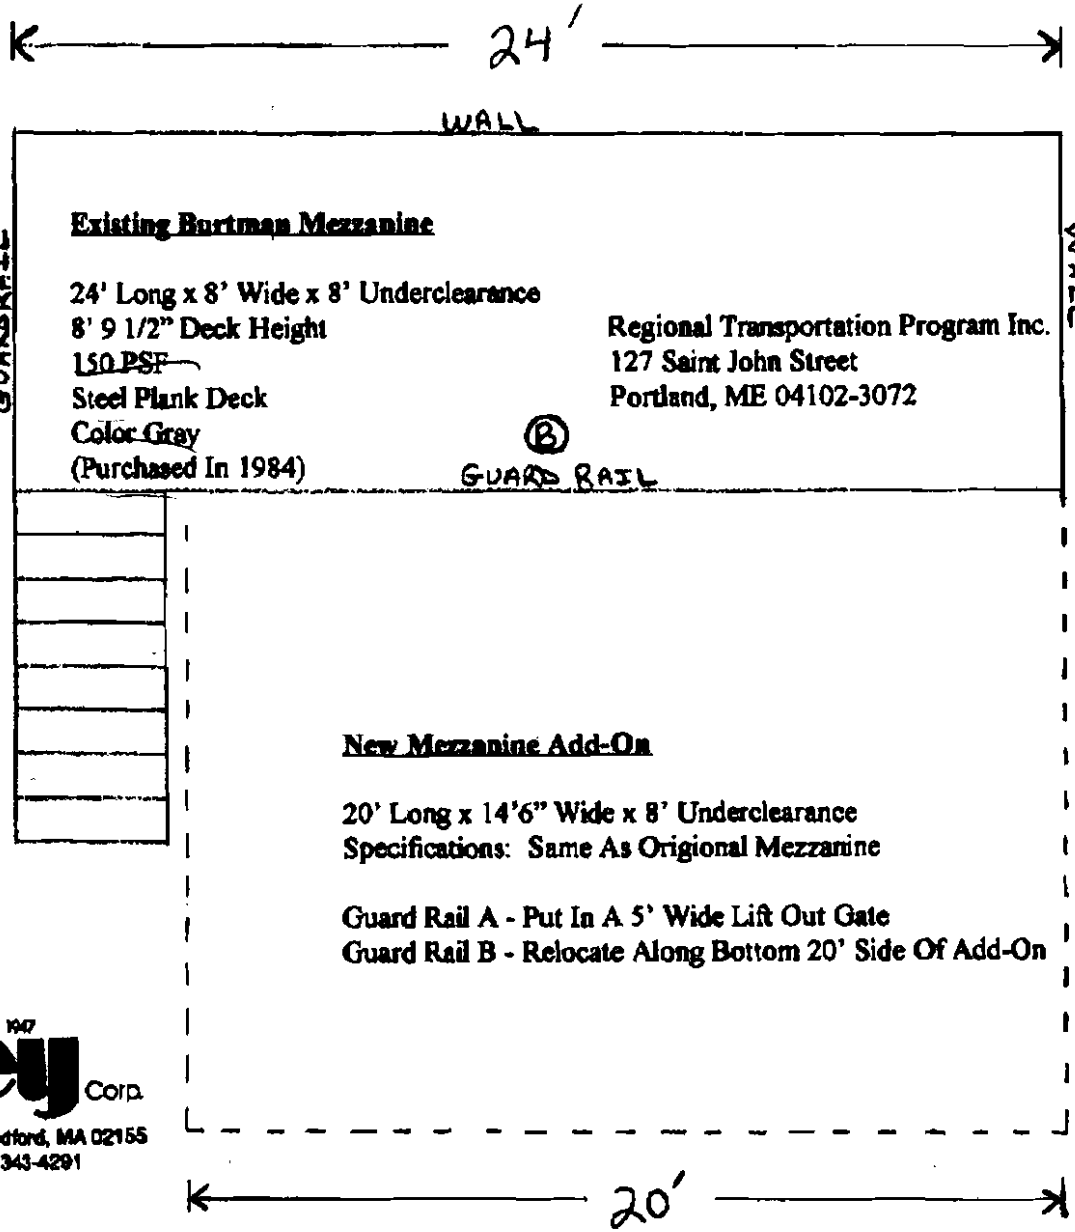 24'
WALL
GUARDRAIL
WALL
Existing Burtman Mezzanine
24' Long x 8' Wide x 8' Underclearance
8' 9 1/2" Deck Height
150 PSF
Steel Plank Deck
Color Gray
(Purchased In 1984)
Regional Transportation Program Inc.
127 Saint John Street
Portland, ME 04102-3072
B
GUARD RAIL
New Mezzanine Add-On
20' Long x 14'6" Wide x 8' Underclearance
Specifications: Same As Origional Mezzanine
Guard Rail A - Put In A 5' Wide Lift Out Gate
Guard Rail B - Relocate Along Bottom 20' Side Of Add-On
1947
ey Corp.
dford, MA 02155
343-4291
20'